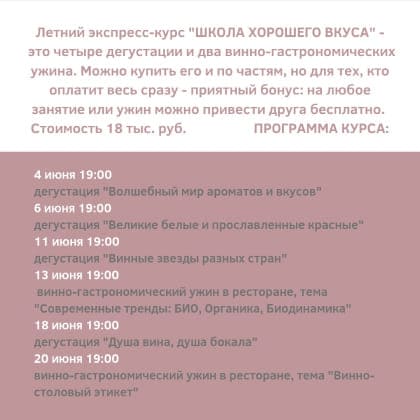 Летний экспресс-курс "ШКОЛА ХОРОШЕГО ВКУСА" -
это четыре дегустации и два винно-гастрономических
ужина. Можно купить его и по частям, но для тех, кто
оплатит весь сразу - приятный бонус: на любое
занятие или ужин можно привести друга бесплатно.
Стоимость 18 тыс. руб. ПРОГРАММА КУРСА:
4 июня 19:00
дегустация "Волшебный мир ароматов и вкусов"
6 июня 19:00
дегустация "Великие белые и прославленные красные"
11 июня 19:00
дегустация "Винные звезды разных стран"
13 июня 19:00
винно-гастрономический ужин в ресторане, тема
"Современные тренды: БИО, Органика, Биодинамика"
18 июня 19:00
дегустация "Душа вина, душа бокала"
20 июня 19:00
винно-гастрономический ужин в ресторане, тема "Винно-
столовый этикет"